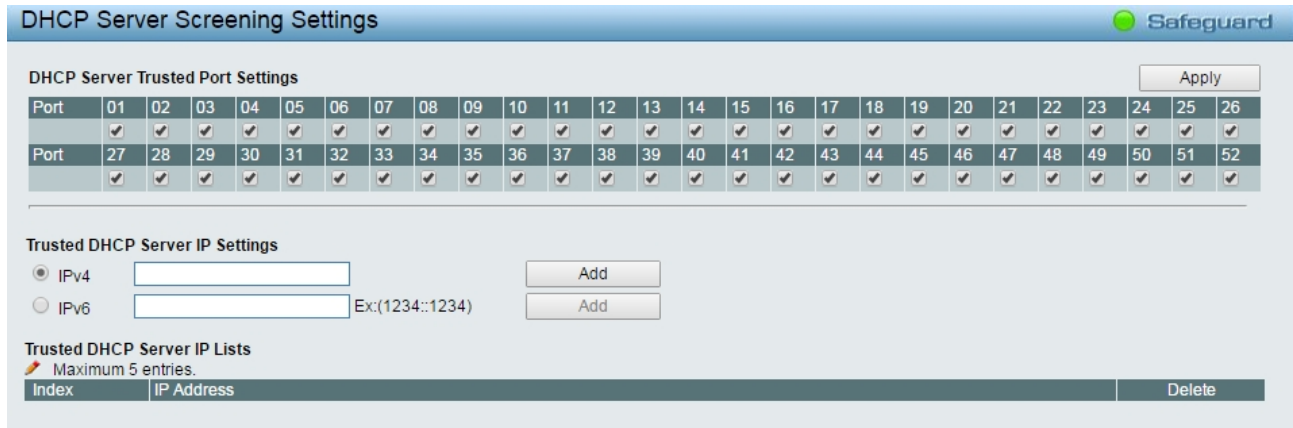 DHCP Server Screening Settings Safeguard
DHCP Server Trusted Port Settings Apply
Port 01 02 03 04 05 06 07 08 09 10 11 12 13 14 15 16 17 18 19 20 21 22 23 24 25 26
Port 27 28 29 30 31 32 33 34 35 36 37 38 39 40 41 42 43 44 45 46 47 48 49 50 51 52
Trusted DHCP Server IP Settings
IPv4 Add
IPv6 Ex:(1234::1234) Add
Trusted DHCP Server IP Lists
Maximum 5 entries.
Index IP Address Delete